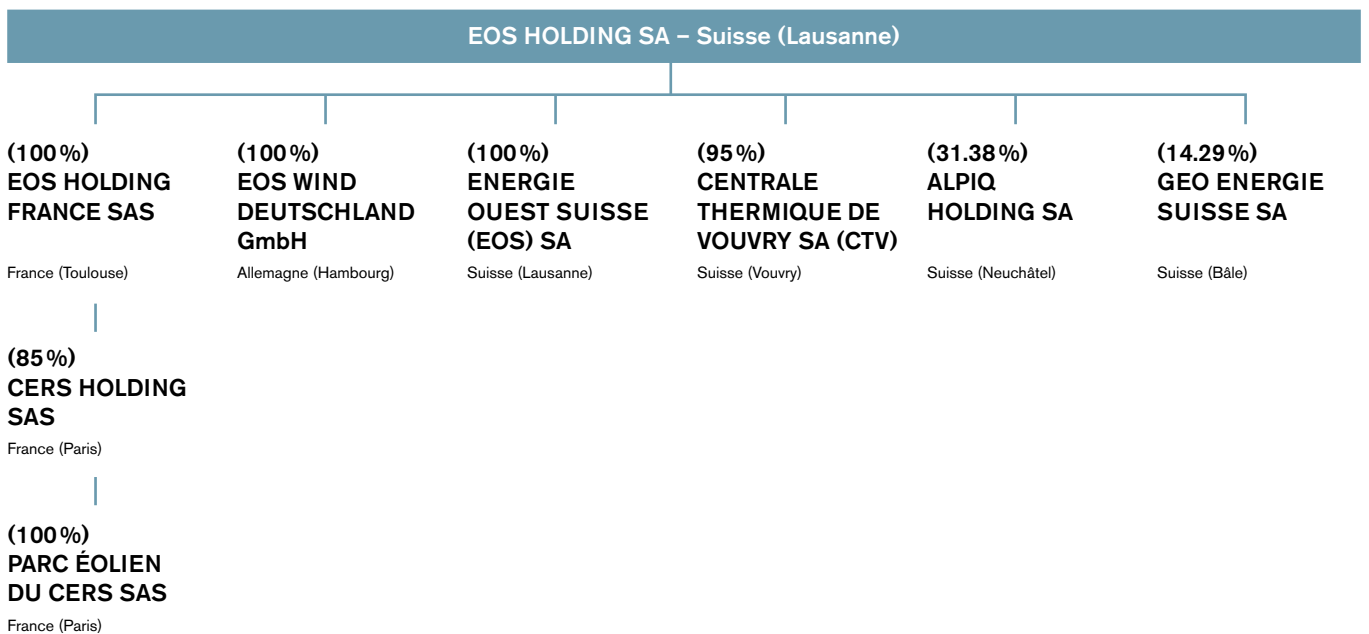 EOS HOLDING SA – Suisse (Lausanne)
(100%)
EOS HOLDING
FRANCE SAS
France (Toulouse)
(100%)
EOS WIND
DEUTSCHLAND
GmbH
Allemagne (Hambourg)
(100%)
ENERGIE
OUEST SUISSE
(EOS) SA
Suisse (Lausanne)
(95%)
CENTRALE
THERMIQUE DE
VOUVRY SA (CTV)
Suisse (Vouvry)
(31.38%)
ALPIQ
HOLDING SA
Suisse (Neuchâtel)
(14.29%)
GEO ENERGIE
SUISSE SA
Suisse (Bâle)
(85%)
CERS HOLDING
SAS
France (Paris)
(100%)
PARC ÉOLIEN
DU CERS SAS
France (Paris)